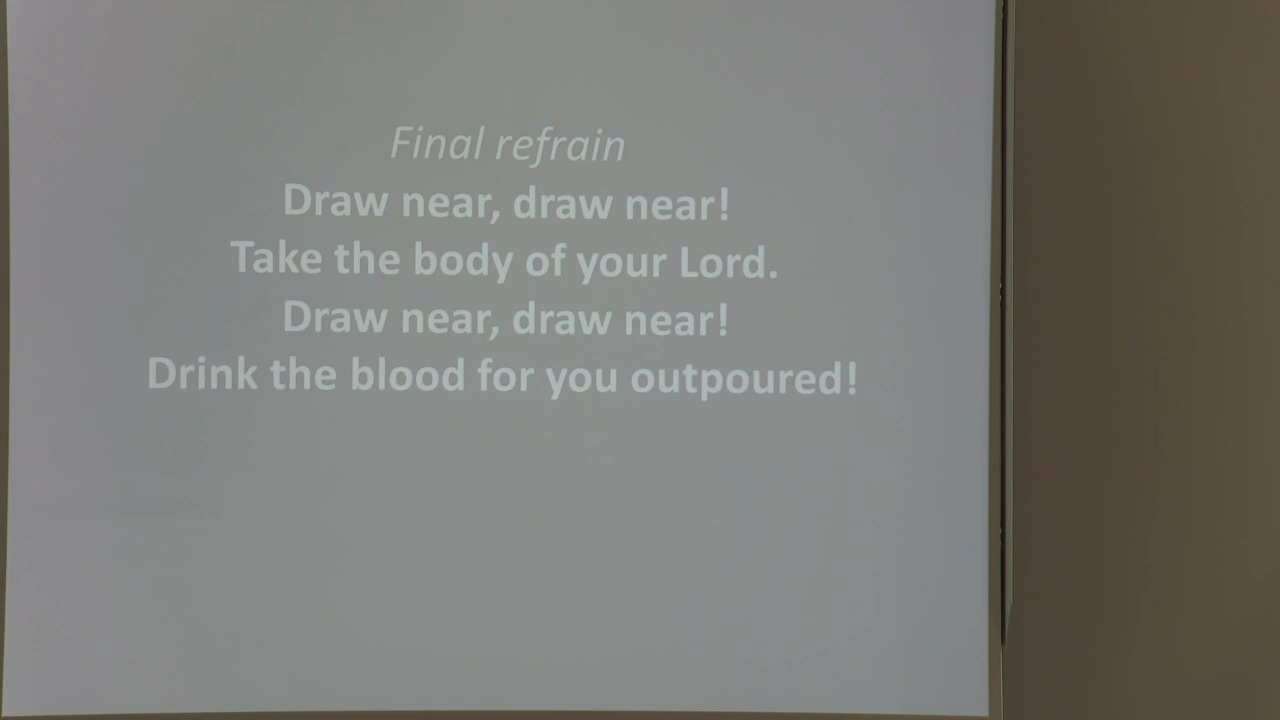 Final refrain
Draw near, draw near!
Take the body of your Lord.
Draw near, draw near!
Drink the blood for you outpoured!